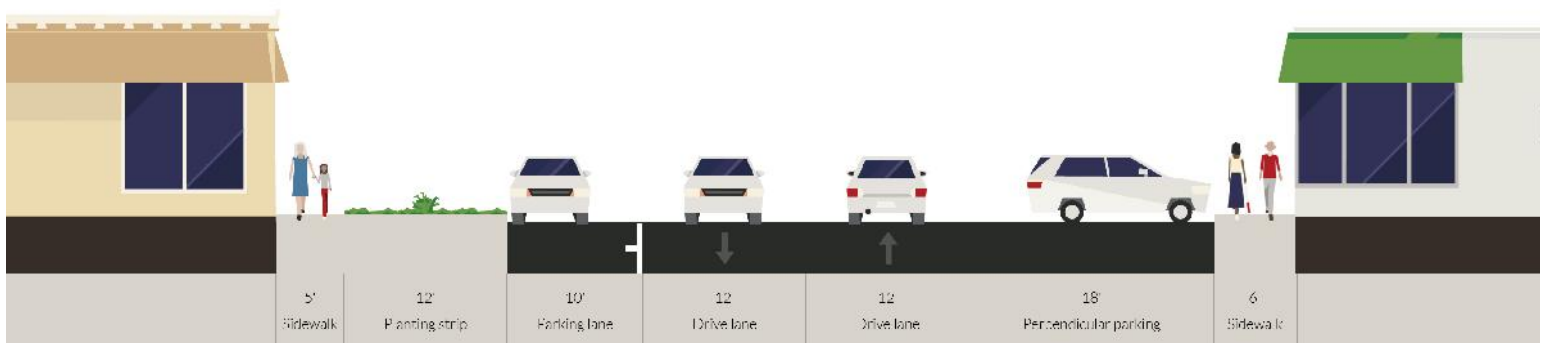 5'
Sidewalk
12'
Planting strip
10'
Parking lane
12
Drive lane
12
Drive lane
18'
Perpendicular parking
6
Sidewalk